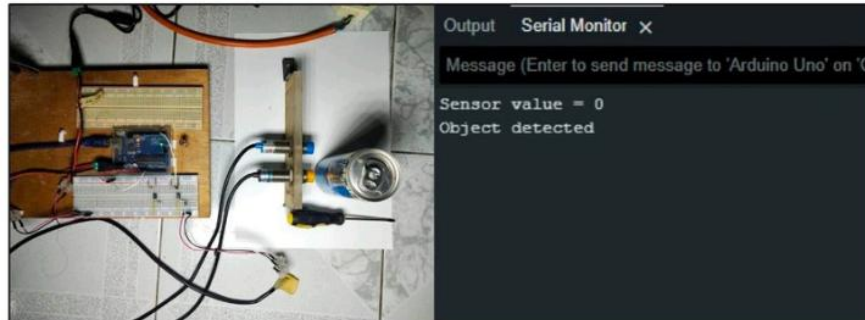 Output Serial Monitor
Message (Enter to send message to 'Arduino Uno' on '
Sensor value = 0
Object detected